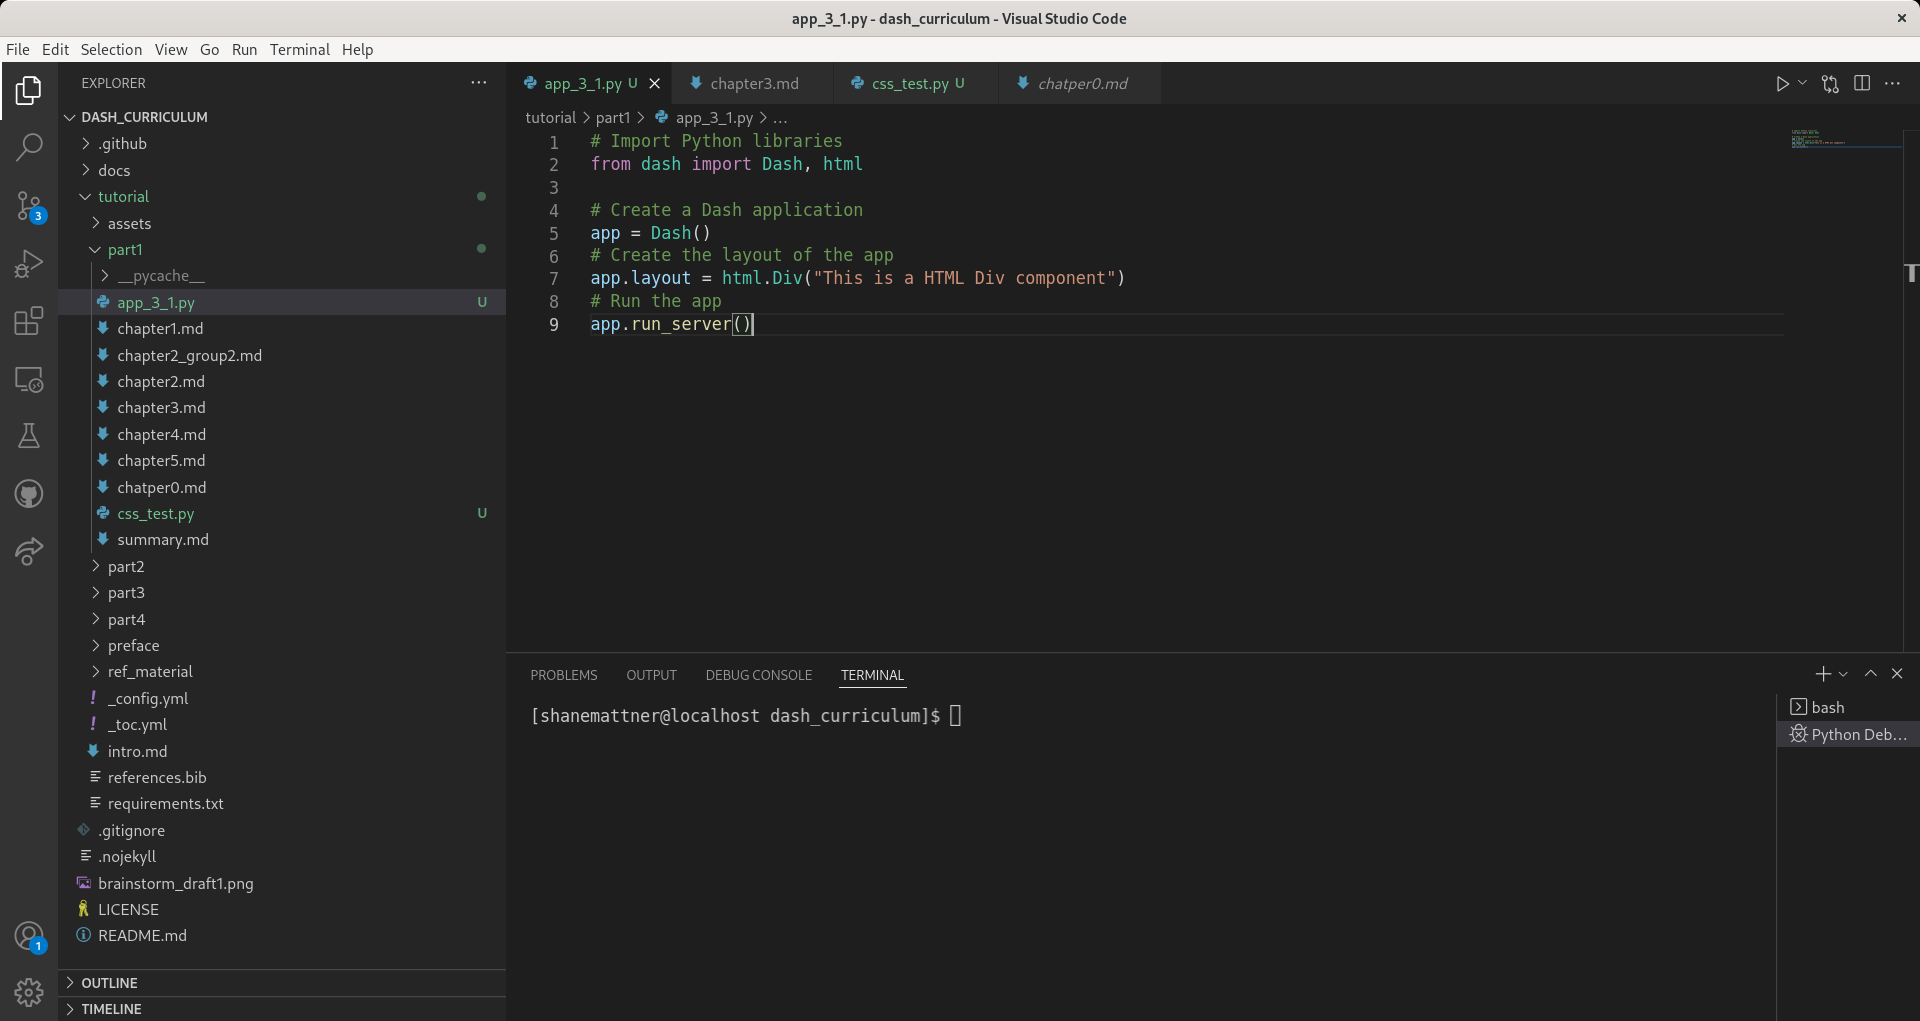 app_3_1.py - dash_curriculum - Visual Studio Code
File Edit Selection View Go Run Terminal Help
EXPLORER
DASH_CURRICULUM
.github
docs
tutorial
assets
part1
__pycache__
app_3_1.py U
chapter1.md
chapter2_group2.md
chapter2.md
chapter3.md
chapter4.md
chapter5.md
chatper0.md
css_test.py U
summary.md
part2
part3
part4
preface
ref_material
_config.yml
_toc.yml
intro.md
references.bib
requirements.txt
.gitignore
.nojekyll
brainstorm_draft1.png
LICENSE
README.md
OUTLINE
TIMELINE
3
1
app_3_1.py U chapter3.md css_test.py U chatper0.md
tutorial > part1 > app_3_1.py > ...
1 # Import Python libraries
2 from dash import Dash, html
3
4 # Create a Dash application
5 app = Dash()
6 # Create the layout of the app
7 app.layout = html.Div("This is a HTML Div component")
8 # Run the app
9 app.run_server()
PROBLEMS OUTPUT DEBUG CONSOLE TERMINAL
[shanemattner@localhost dash_curriculum]$
bash
Python Deb...